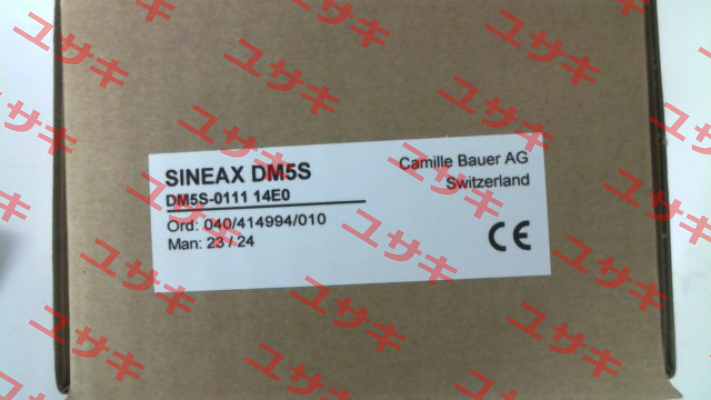 SINEAX DM5S
DM5S-0111 14E0
Ord: 040/414994/010
Man: 23 / 24
Camille Bauer AG
Switzerland
CE
ユサキ